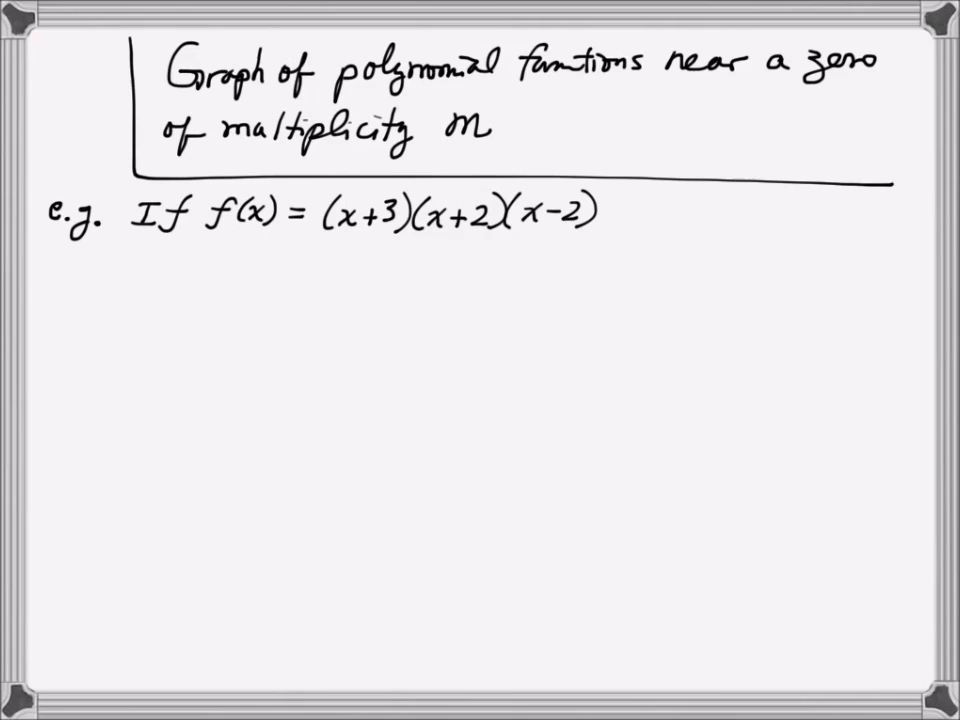 Graph of polynomial functions near a zero
of multiplicity m
e.g. If f(x) = (x+3)(x+2)(x-2)